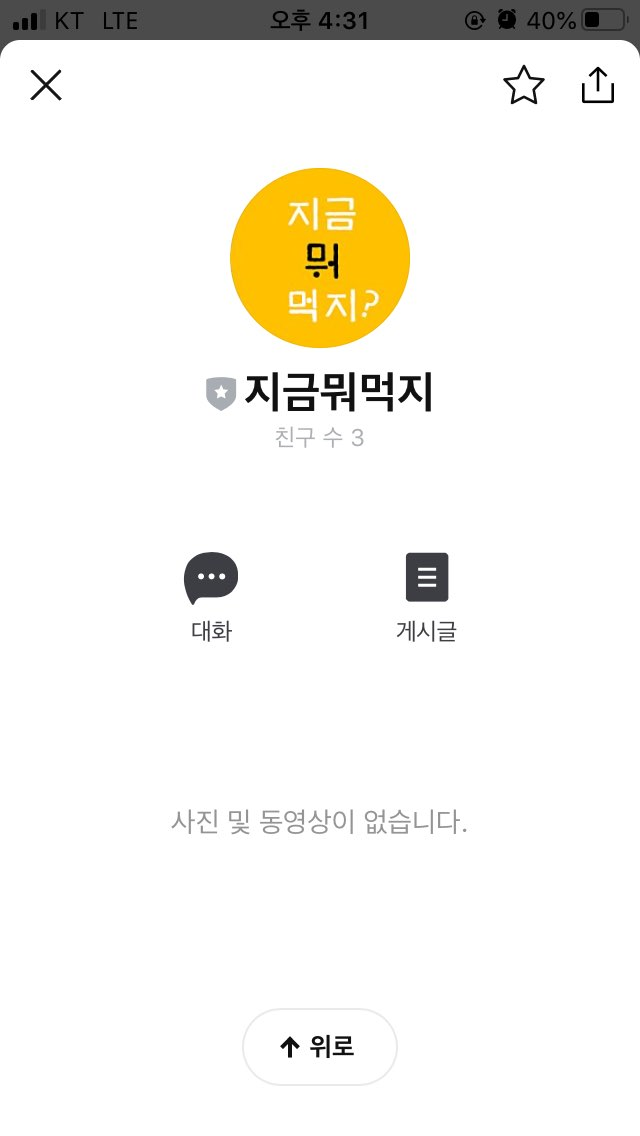 KT LTE 오후 4:31 40%
지금
뭐
먹지?
지금뭐먹지
친구 수 3
대화 게시글
사진 및 동영상이 없습니다.
위로